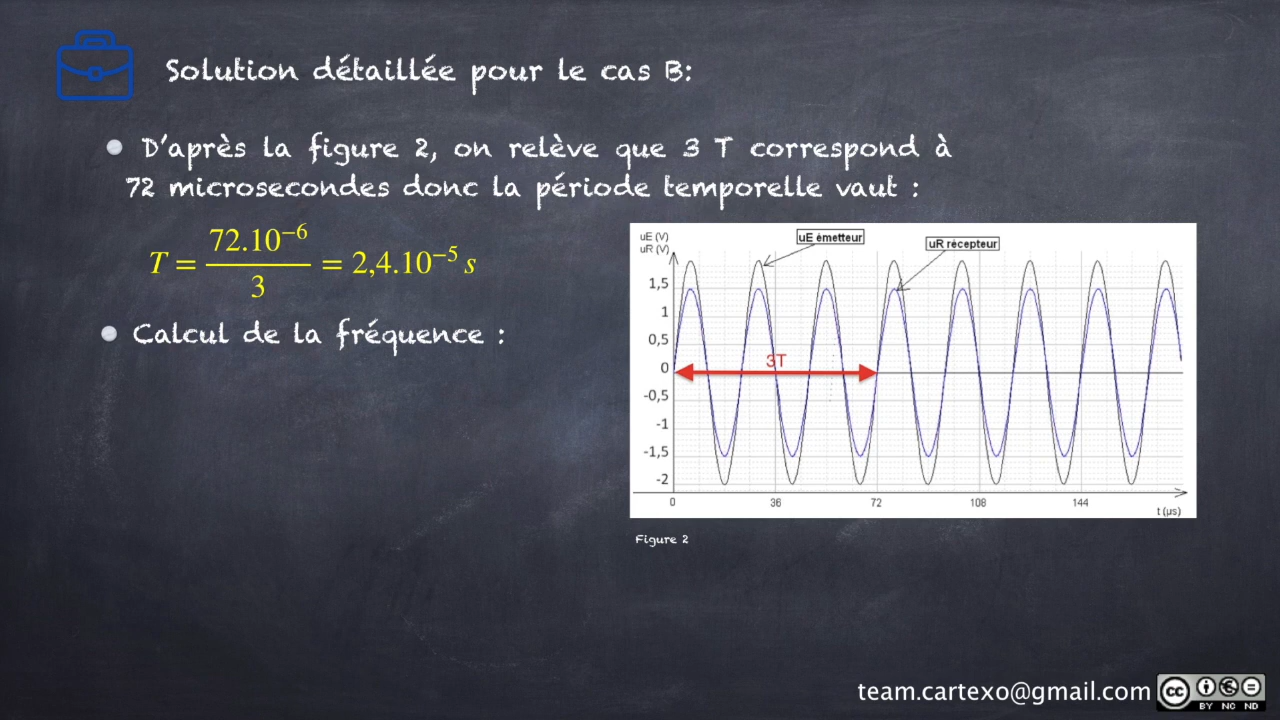 Solution détaillée pour le cas B:
D'après la figure 2, on relève que 3 T correspond à
72 microsecondes donc la période temporelle vaut :
T = 72.10⁻⁶ / 3 = 2,4.10⁻⁵ s
Calcul de la fréquence :
uE (V)
uR (V)
uE émetteur
uR récepteur
1,5
1
0,5
0
-0,5
-1
-1,5
-2
3T
0 36 72 108 144
t (µs)
Figure 2
team.cartexo@gmail.com
cc BY NC ND